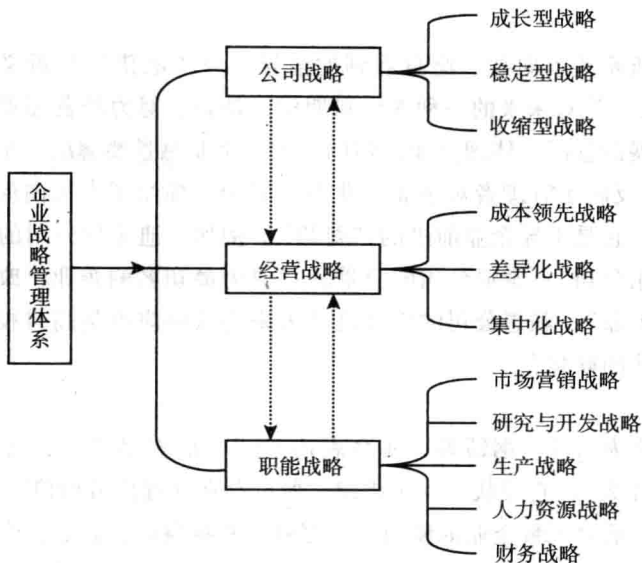 企业战略管理体系
公司战略
成长型战略
稳定型战略
收缩型战略
经营战略
成本领先战略
差异化战略
集中化战略
职能战略
市场营销战略
研究与开发战略
生产战略
人力资源战略
财务战略